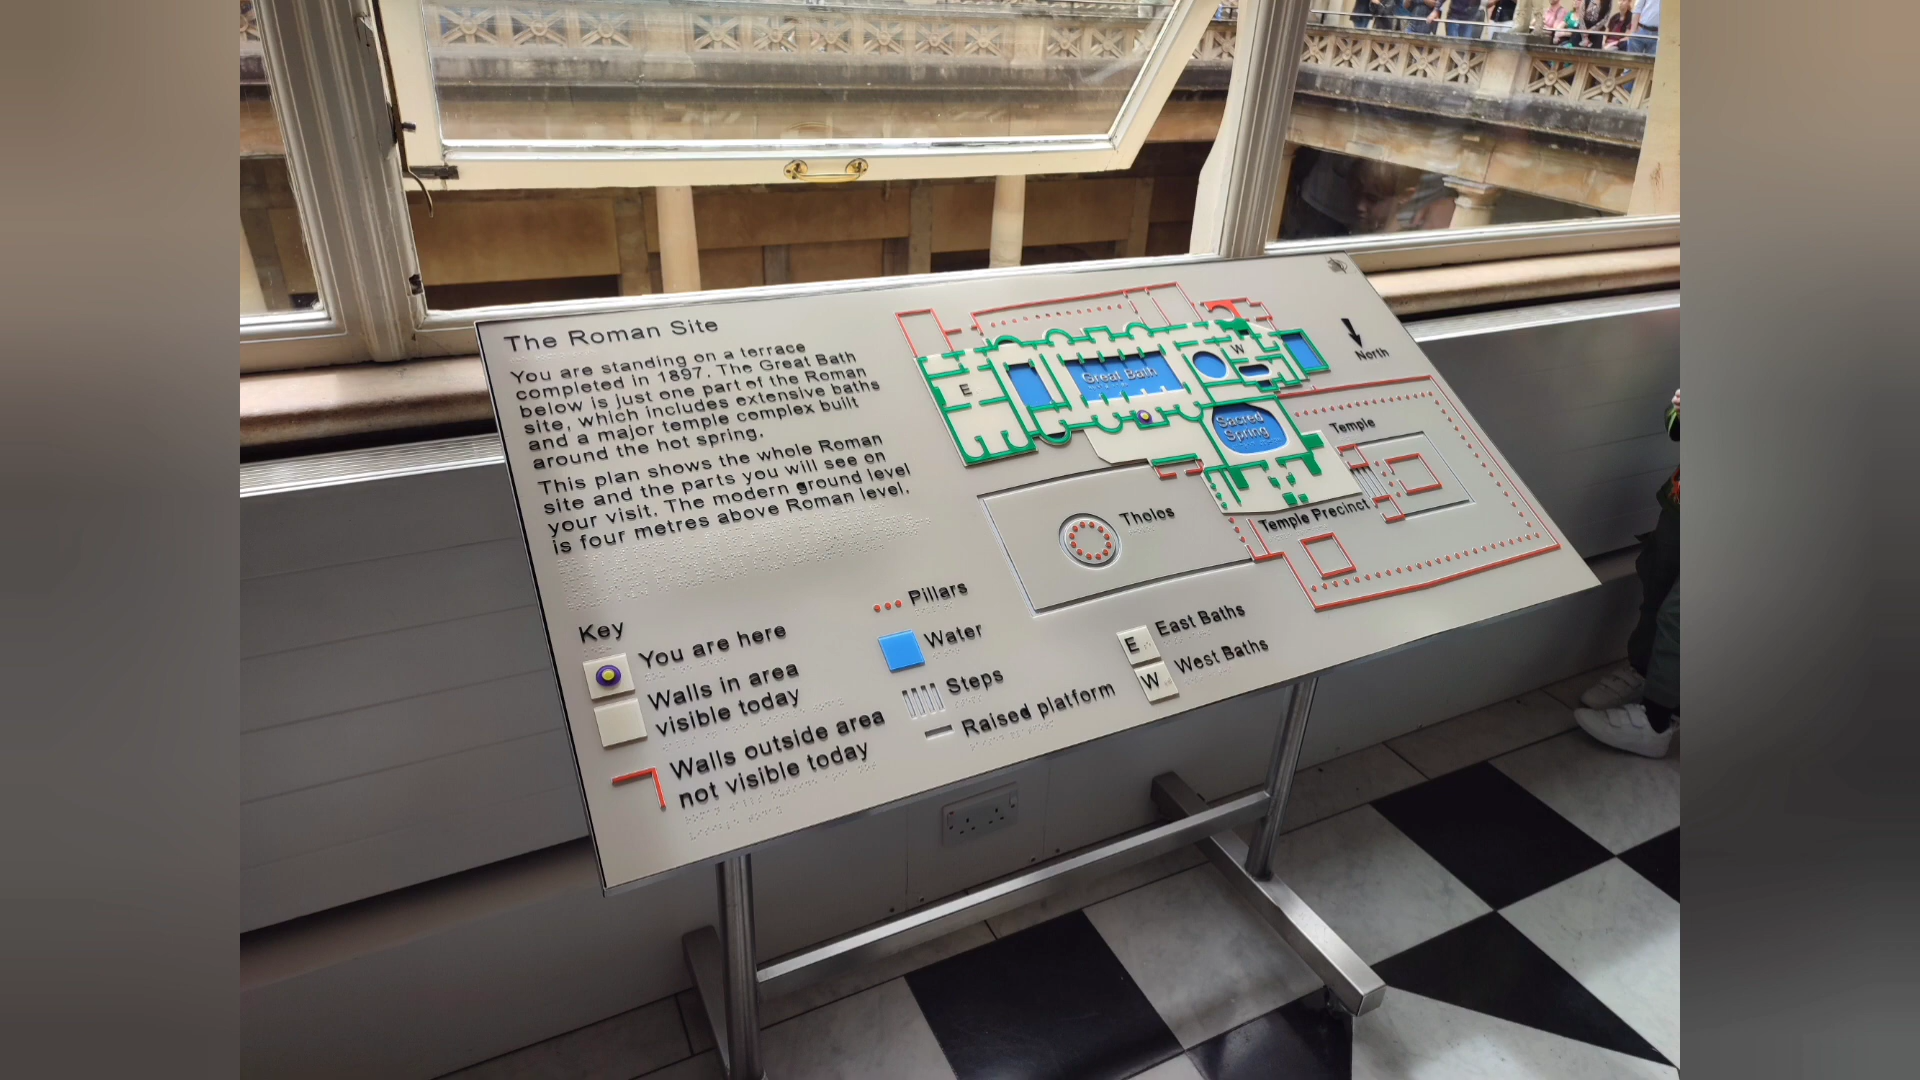 The Roman Site
You are standing on a terrace
completed in 1897. The Great Bath
below is just one part of the Roman
site, which includes extensive baths
and a major temple complex built
around the hot spring.
This plan shows the whole Roman
site and the parts you will see on
your visit. The modern ground level
is four metres above Roman level.
Key
You are here
Walls in area
visible today
Walls outside area
not visible today
Pillars
Water
Steps
Raised platform
E East Baths
W West Baths
E
Great Bath
W
Sacred
Spring
North
Temple
Temple Precinct
Tholos